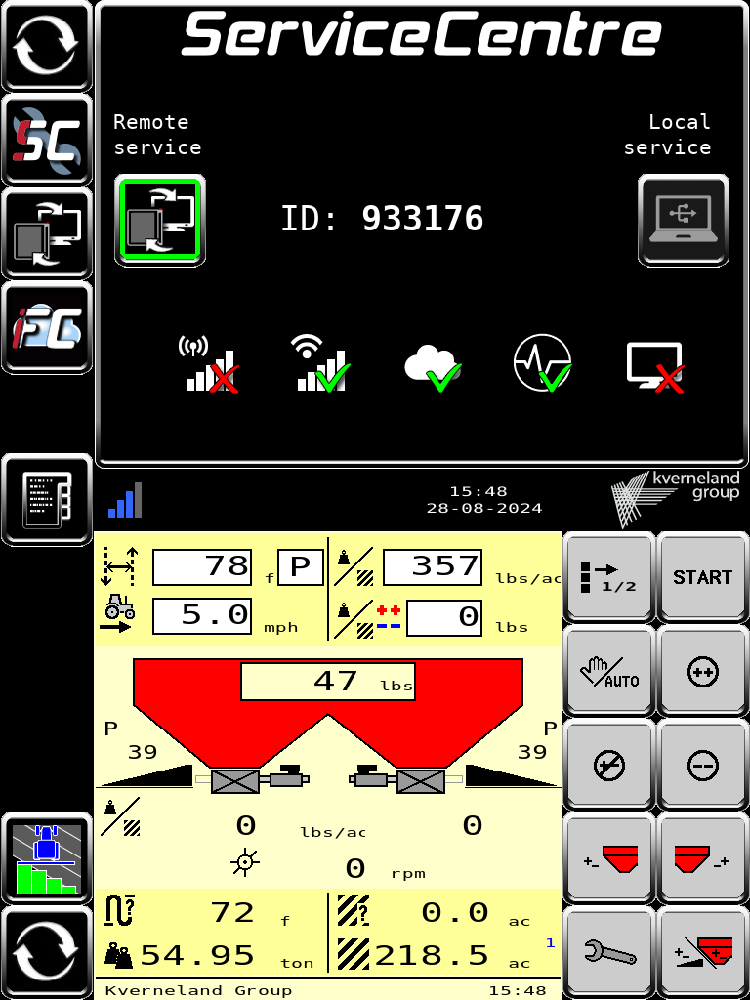 ServiceCentre
Remote
service
Local
service
ID: 933176
SC
iFC
15:48
28-08-2024
kverneland
group
78 f P
357 lbs/ac
5.0 mph
++
--
0 lbs
1/2
START
47 lbs
AUTO
++
P
39
P
39
--
0 lbs/ac 0
0 rpm
+-
-+
?
72 f
?
0.0 ac
54.95 ton
218.5 ac 1
+-
+-
Kverneland Group 15:48